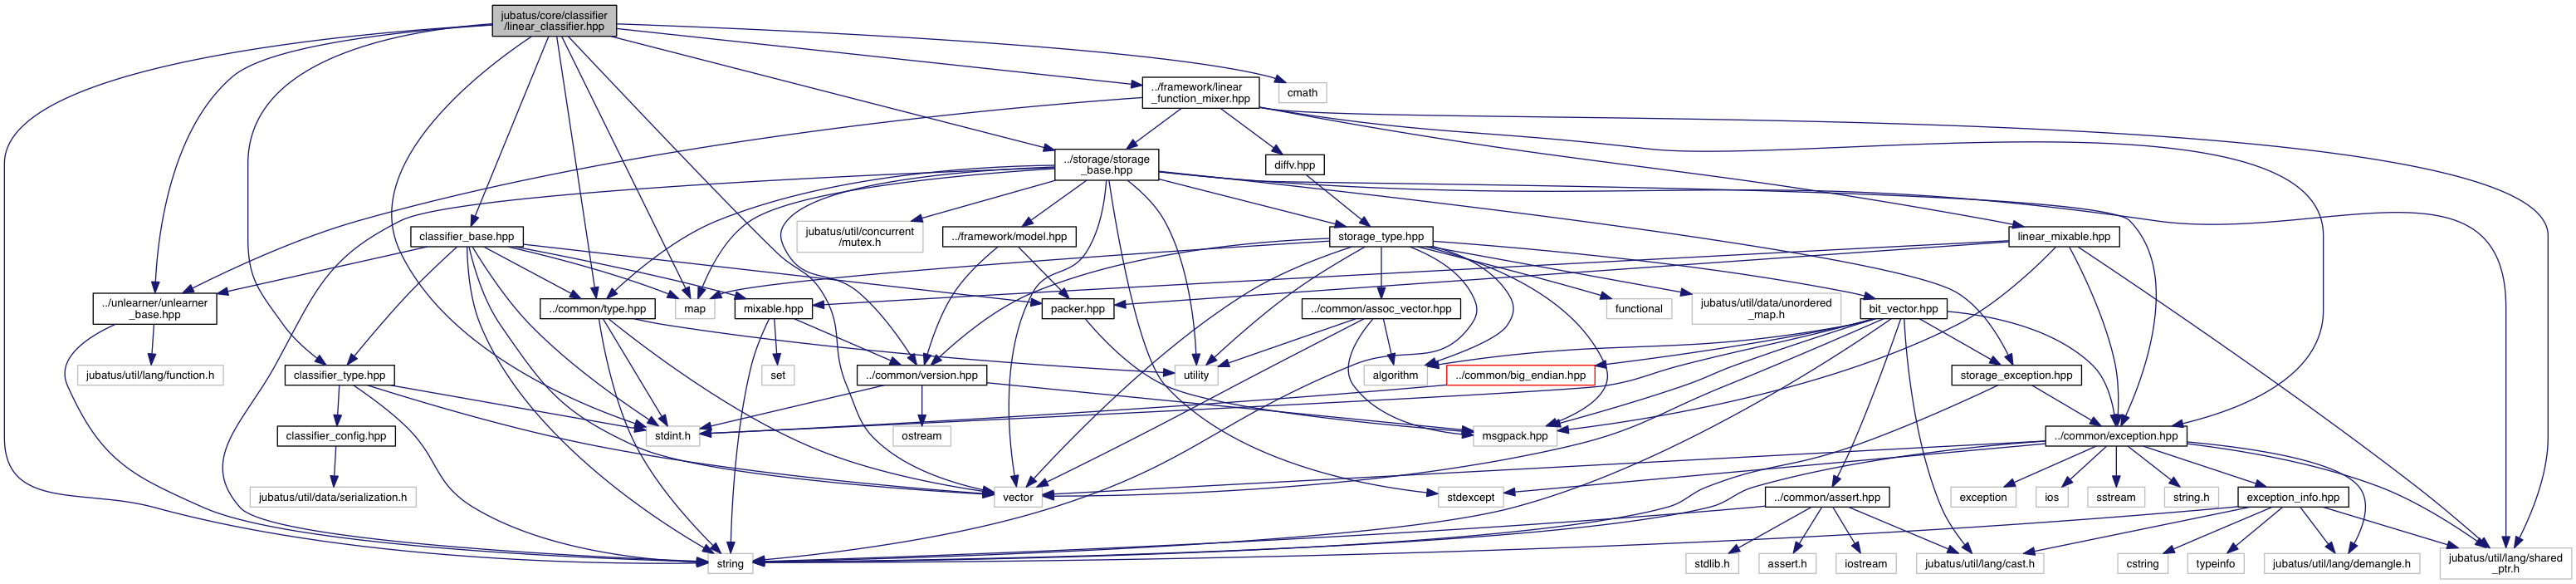 jubatus/core/classifier
/linear_classifier.hpp
../framework/linear
_function_mixer.hpp
cmath
../storage/storage
_base.hpp
diffv.hpp
classifier_base.hpp
jubatus/util/concurrent
/mutex.h
../framework/model.hpp
storage_type.hpp
linear_mixable.hpp
../unlearner/unlearner
_base.hpp
../common/type.hpp
map
mixable.hpp
packer.hpp
../common/assoc_vector.hpp
functional
jubatus/util/data/unordered
_map.h
bit_vector.hpp
jubatus/util/lang/function.h
classifier_type.hpp
set
../common/version.hpp
utility
algorithm
../common/big_endian.hpp
storage_exception.hpp
classifier_config.hpp
stdint.h
ostream
msgpack.hpp
../common/exception.hpp
jubatus/util/data/serialization.h
vector
stdexcept
../common/assert.hpp
exception
ios
sstream
string.h
exception_info.hpp
string
stdlib.h
assert.h
iostream
jubatus/util/lang/cast.h
cstring
typeinfo
jubatus/util/lang/demangle.h
jubatus/util/lang/shared
_ptr.h